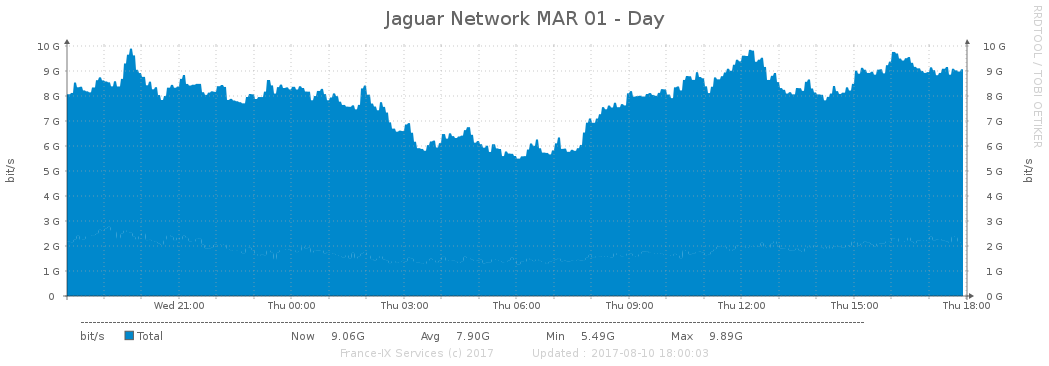 Jaguar Network MAR 01 - Day
RRDTOOL / TOBI OETIKER
bit/s
10 G
9 G
8 G
7 G
6 G
5 G
4 G
3 G
2 G
1 G
0
10 G
9 G
8 G
7 G
6 G
5 G
4 G
3 G
2 G
1 G
0 G
bit/s
Wed 21:00 Thu 00:00 Thu 03:00 Thu 06:00 Thu 09:00 Thu 12:00 Thu 15:00 Thu 18:00
bit/s Total Now 9.06G Avg 7.90G Min 5.49G Max 9.89G
France-IX Services (c) 2017 Updated : 2017-08-10 18:00:03